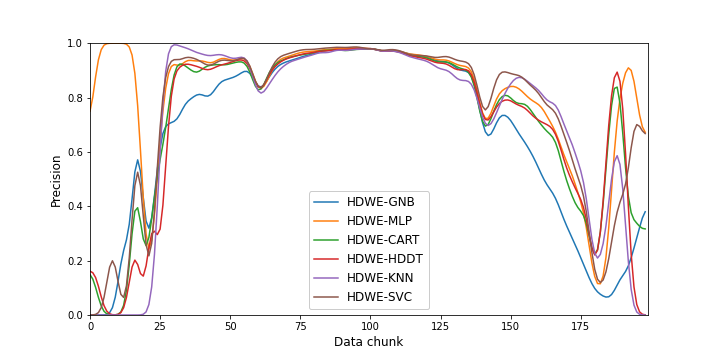 1.0
0.8
0.6
0.4
0.2
0.0
Precision
0
25
50
75
100
125
150
175
Data chunk
HDWE-GNB
HDWE-MLP
HDWE-CART
HDWE-HDDT
HDWE-KNN
HDWE-SVC